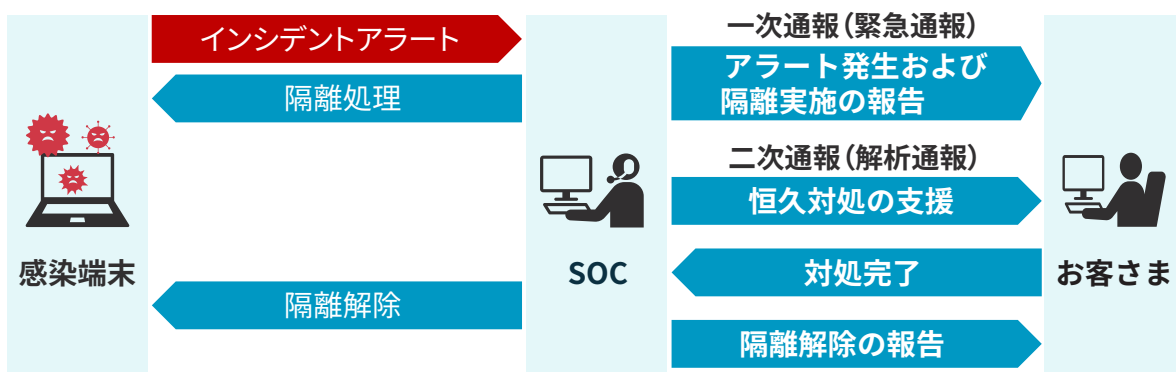 インシデントアラート
隔離処理
一次通報（緊急通報）
アラート発生および
隔離実施の報告
二次通報（解析通報）
恒久対処の支援
感染端末
SOC
対処完了
お客さま
隔離解除
隔離解除の報告